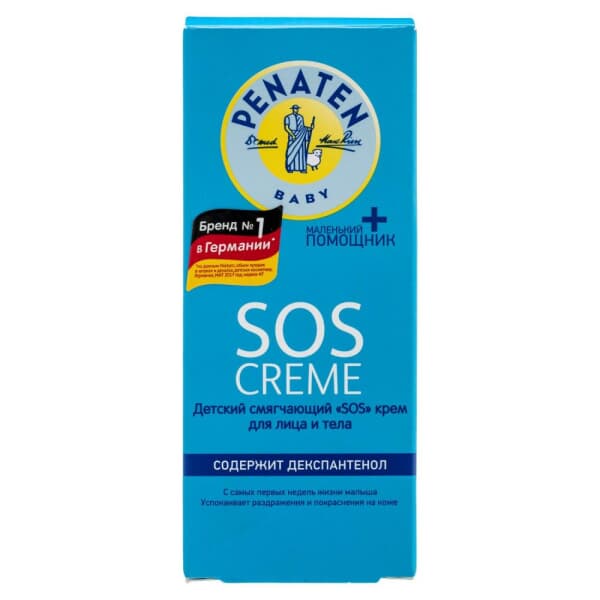 PENATEN
Dr. med. Max Riese
BABY
МАЛЕНЬКИЙ
ПОМОЩНИК
Бренд № 1
в Германии*
SOS
CREME
Детский смягчающий «SOS» крем
для лица и тела
СОДЕРЖИТ ДЕКСПАНТЕНОЛ
С самых первых недель жизни малыша
Успокаивает раздражения и покраснения на коже